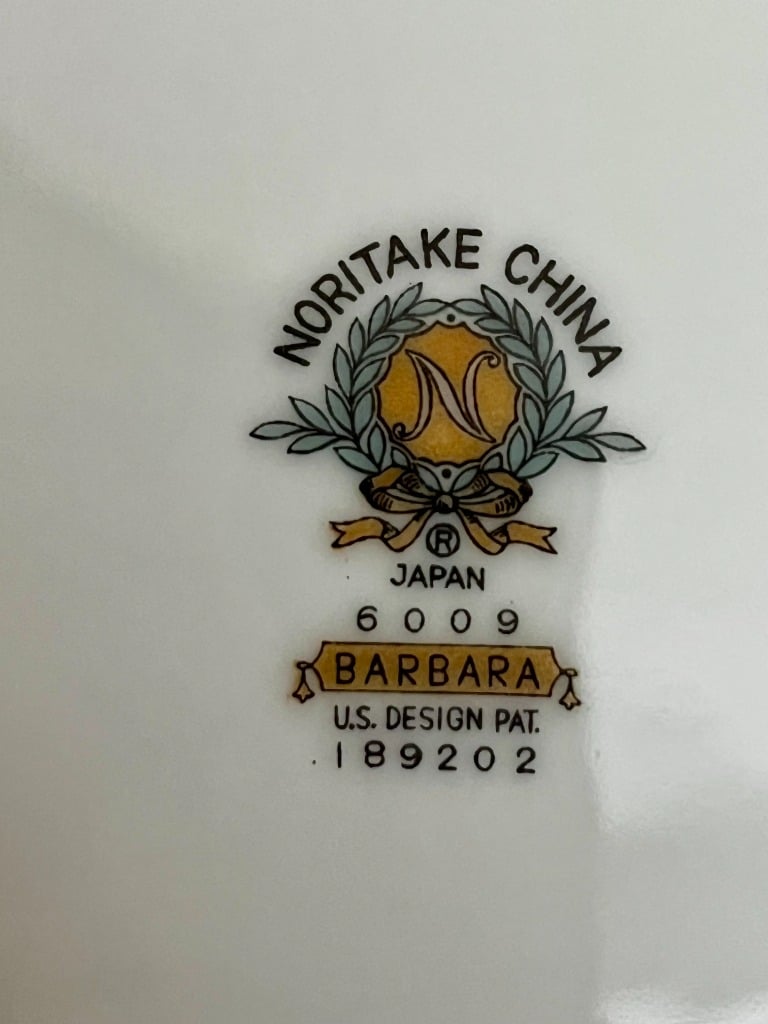 NORITAKE CHINA
N
®
JAPAN
6009
BARBARA
U.S. DESIGN PAT.
189202